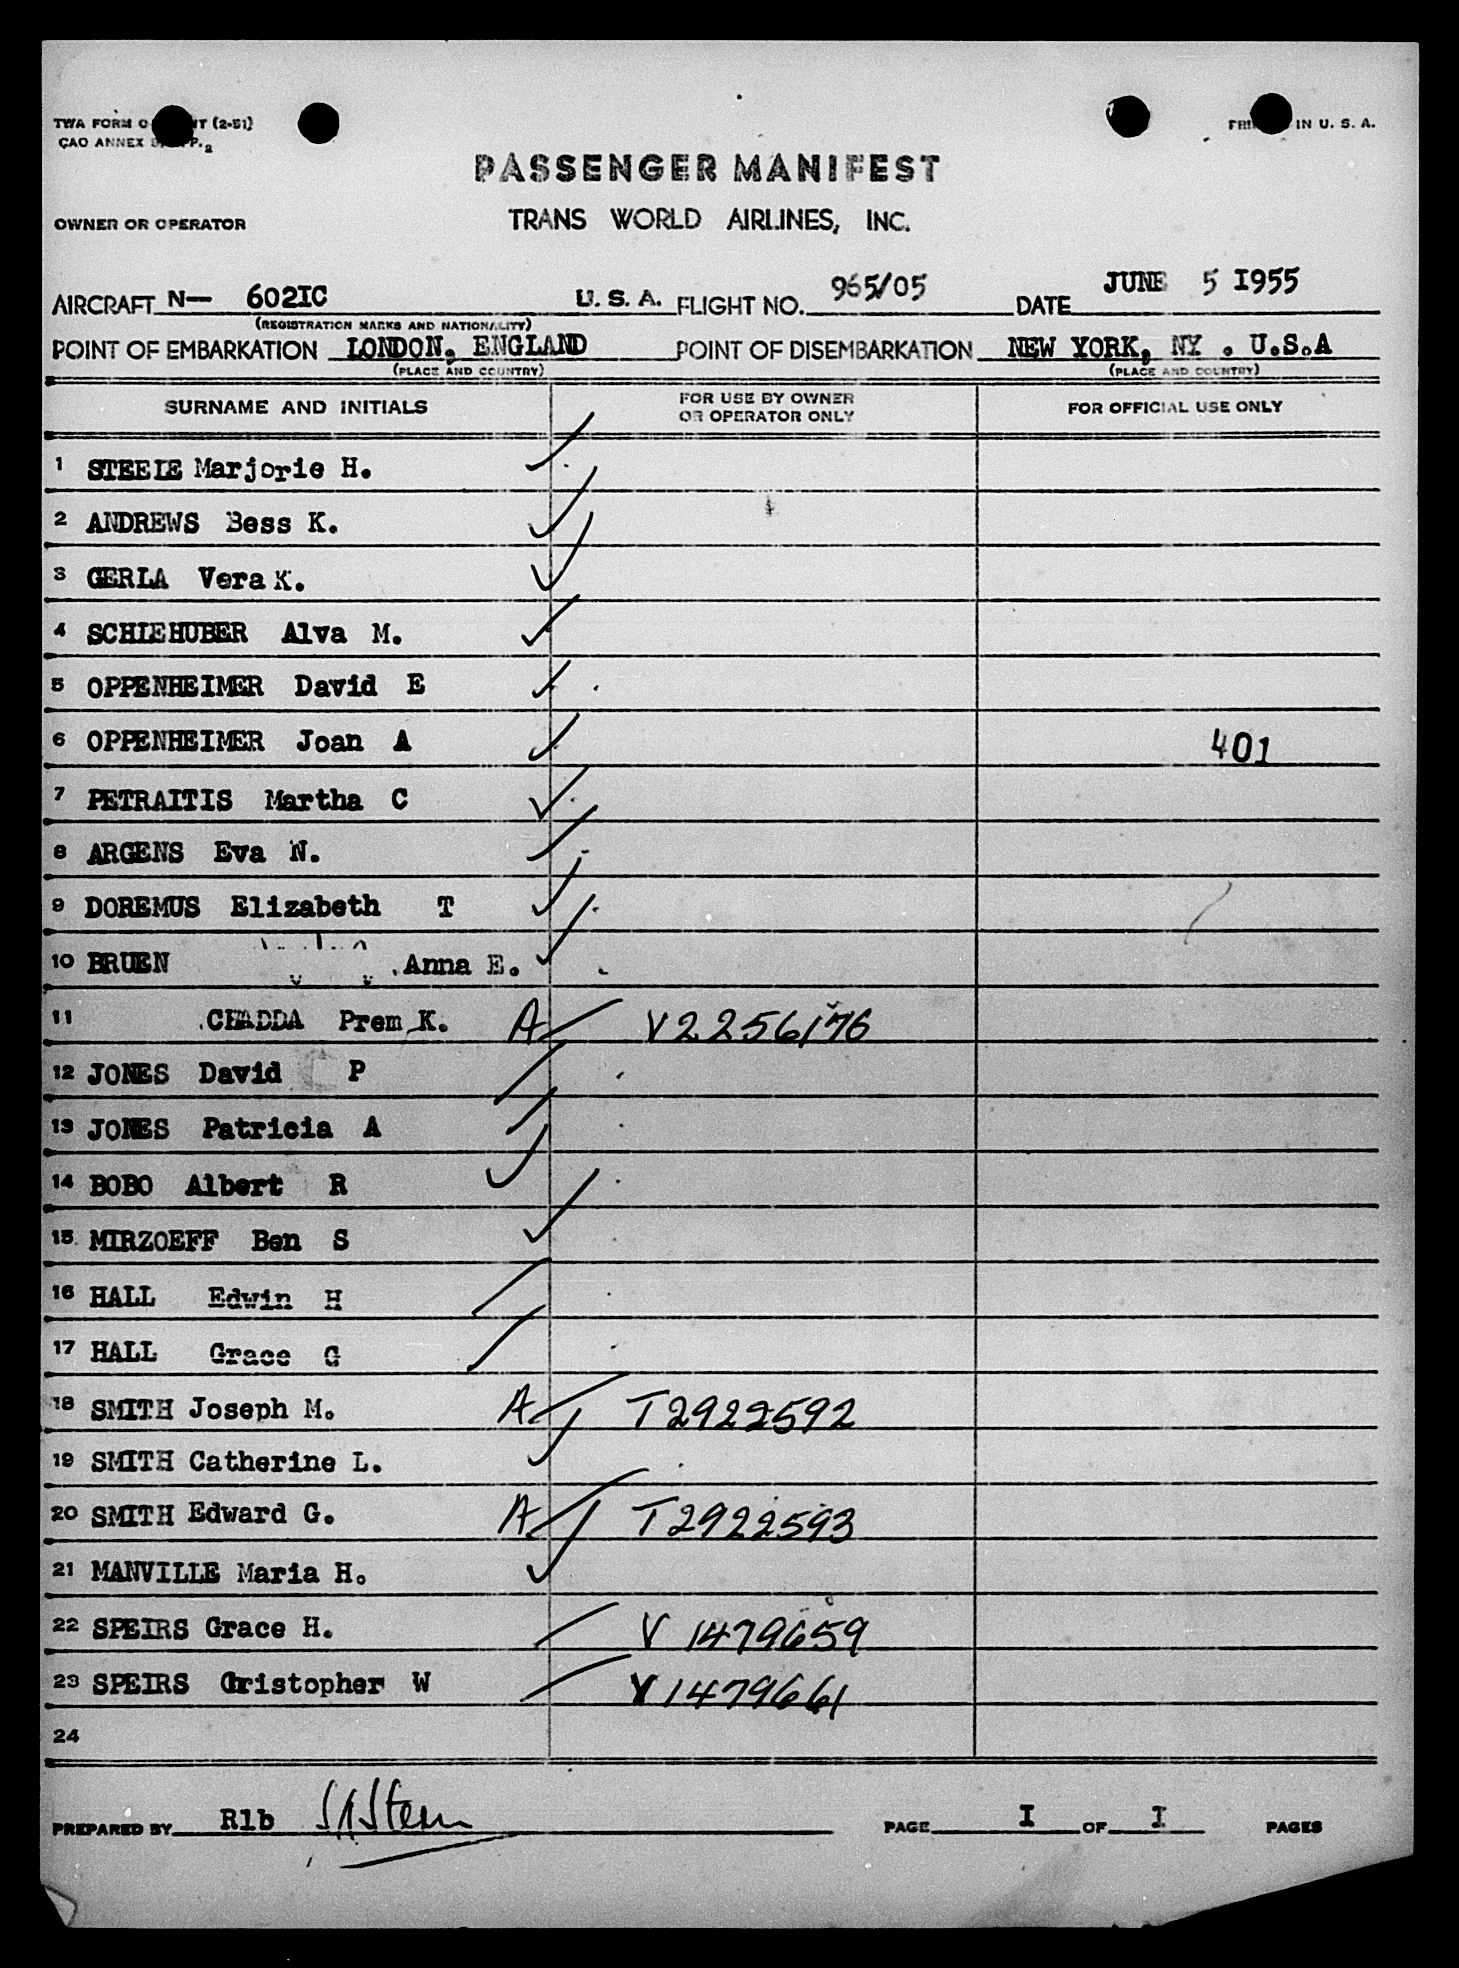 TWA FORM (2-51)
CAO ANNEX
IN U. S. A.
PASSENGER MANIFEST
OWNER OR OPERATOR TRANS WORLD AIRLINES, INC.
AIRCRAFT N— 602IC U. S. A. FLIGHT NO. 965/05 DATE JUNE 5 I955
(REGISTRATION MARKS AND NATIONALITY)
POINT OF EMBARKATION LONDON. ENGLAND POINT OF DISEMBARKATION NEW YORK, NY . U.S.A
(PLACE AND COUNTRY) (PLACE AND COUNTRY)
SURNAME AND INITIALS FOR USE BY OWNER OR OPERATOR ONLY FOR OFFICIAL USE ONLY
1 STEELE Marjorie H.
2 ANDREWS Bess K.
3 GERLA Vera K.
4 SCHIEHUBER Alva M.
5 OPPENHEIMER David E
6 OPPENHEIMER Joan A 401
7 PETRAITIS Martha C
8 ARGENS Eva N.
9 DOREMUS Elizabeth T
10 BRUEN Anna E.
11 CHADDA Prem K. A V2256176
12 JONES David P
13 JONES Patricia A
14 BOBO Albert R
15 MIRZOEFF Ben S
16 HALL Edwin H
17 HALL Grace G
18 SMITH Joseph M. A T2922592
19 SMITH Catherine L.
20 SMITH Edward G. A T2922593
21 MANVILLE Maria H.
22 SPEIRS Grace H. V 1479659
23 SPEIRS Christopher W V1479661
24
PREPARED BY Rlb PAGE I OF I PAGES